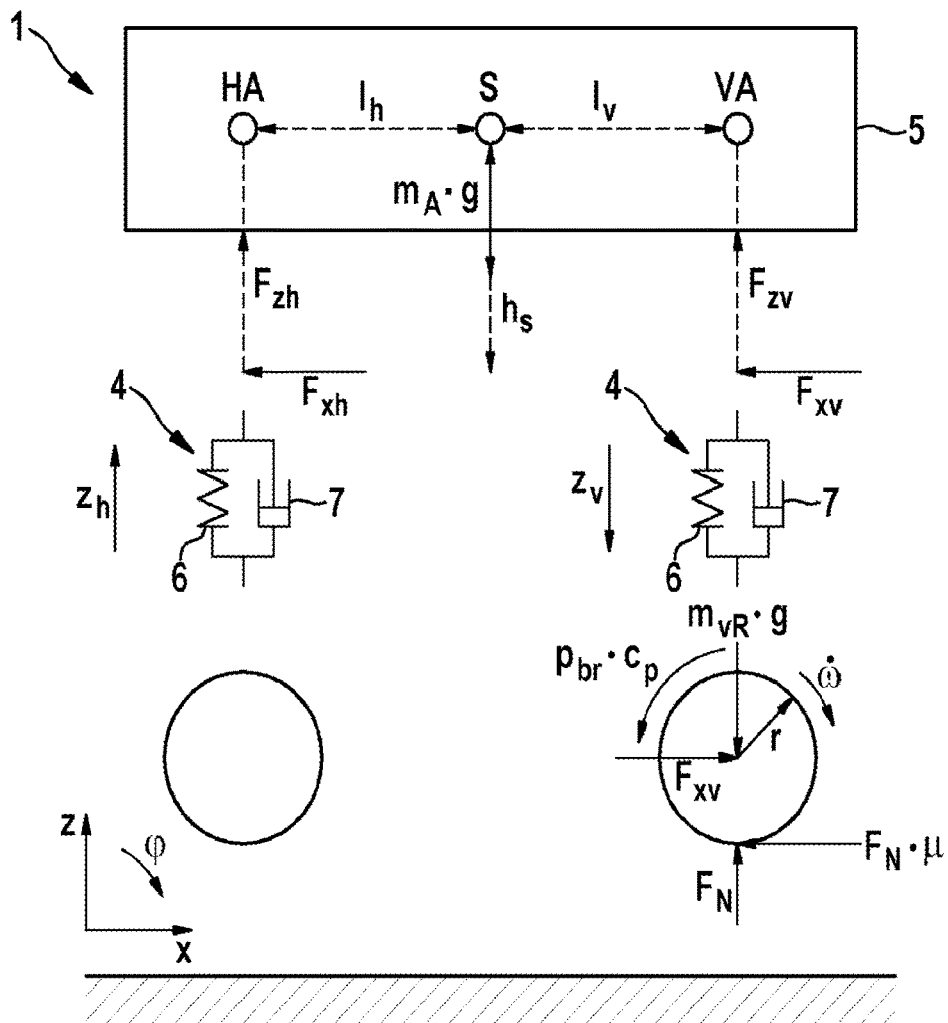 1
HA
l_h
S
l_v
VA
5
m_A · g
F_zh
F_zv
h_s
4
F_xh
4
F_xv
z_h
7
z_v
7
6
6
m_vR · g
p_br · c_p
ω̇
r
F_xv
z
φ
F_N · μ
F_N
x